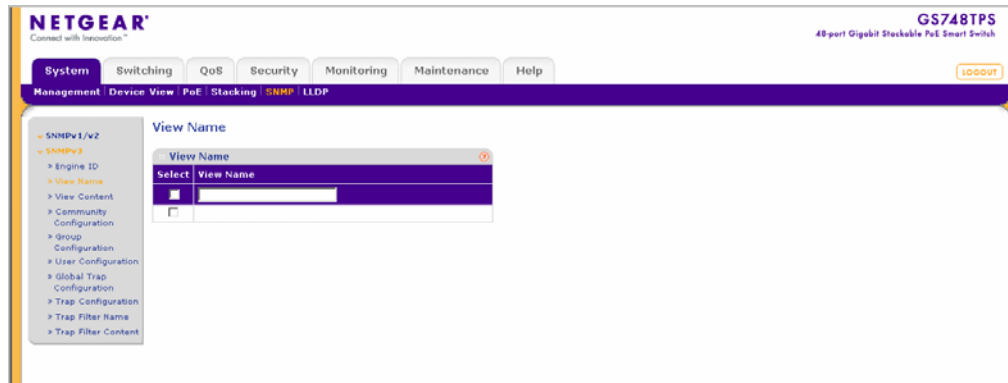 NETGEAR®
Connect with Innovation™
GS748TPS
48-port Gigabit Stackable PoE Smart Switch
System Switching QoS Security Monitoring Maintenance Help
LOGOUT
Management Device View PoE Stacking SNMP LLDP
SNMPv1/v2
SNMPv3
> Engine ID
> View Name
> View Content
> Community
Configuration
> Group
Configuration
> User Configuration
> Global Trap
Configuration
> Trap Configuration
> Trap Filter Name
> Trap Filter Content
View Name
View Name
?
Select View Name